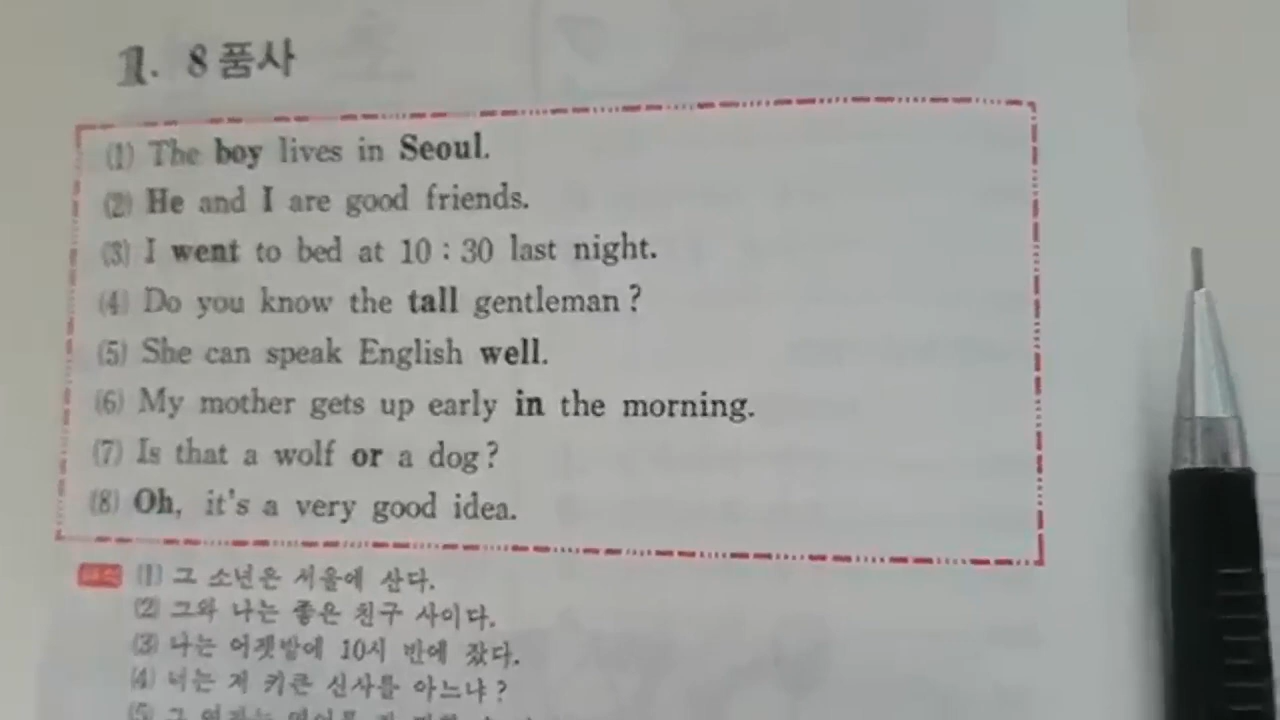 1. 8 품사
(1) The boy lives in Seoul.
(2) He and I are good friends.
(3) I went to bed at 10 : 30 last night.
(4) Do you know the tall gentleman ?
(5) She can speak English well.
(6) My mother gets up early in the morning.
(7) Is that a wolf or a dog ?
(8) Oh, it's a very good idea.
(1) 그 소년은 서울에 산다.
(2) 그와 나는 좋은 친구 사이다.
(3) 나는 어젯밤에 10시 반에 잤다.
(4) 너는 저 키큰 신사를 아느냐 ?
(5)